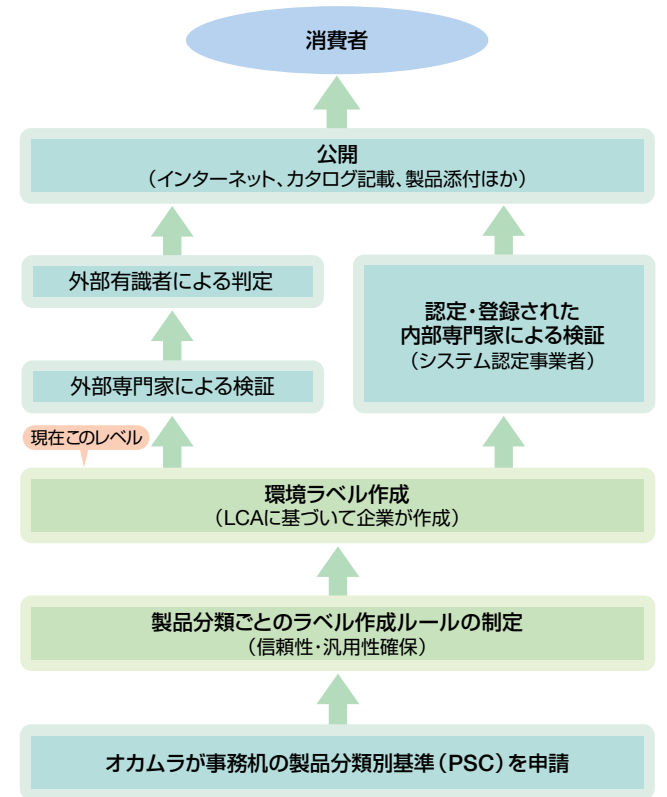 消費者
公開
（インターネット、カタログ記載、製品添付ほか）
外部有識者による判定
認定・登録された
内部専門家による検証
（システム認定事業者）
外部専門家による検証
現在このレベル
環境ラベル作成
（LCAに基づいて企業が作成）
製品分類ごとのラベル作成ルールの制定
（信頼性・汎用性確保）
オカムラが事務机の製品分類別基準（PSC）を申請